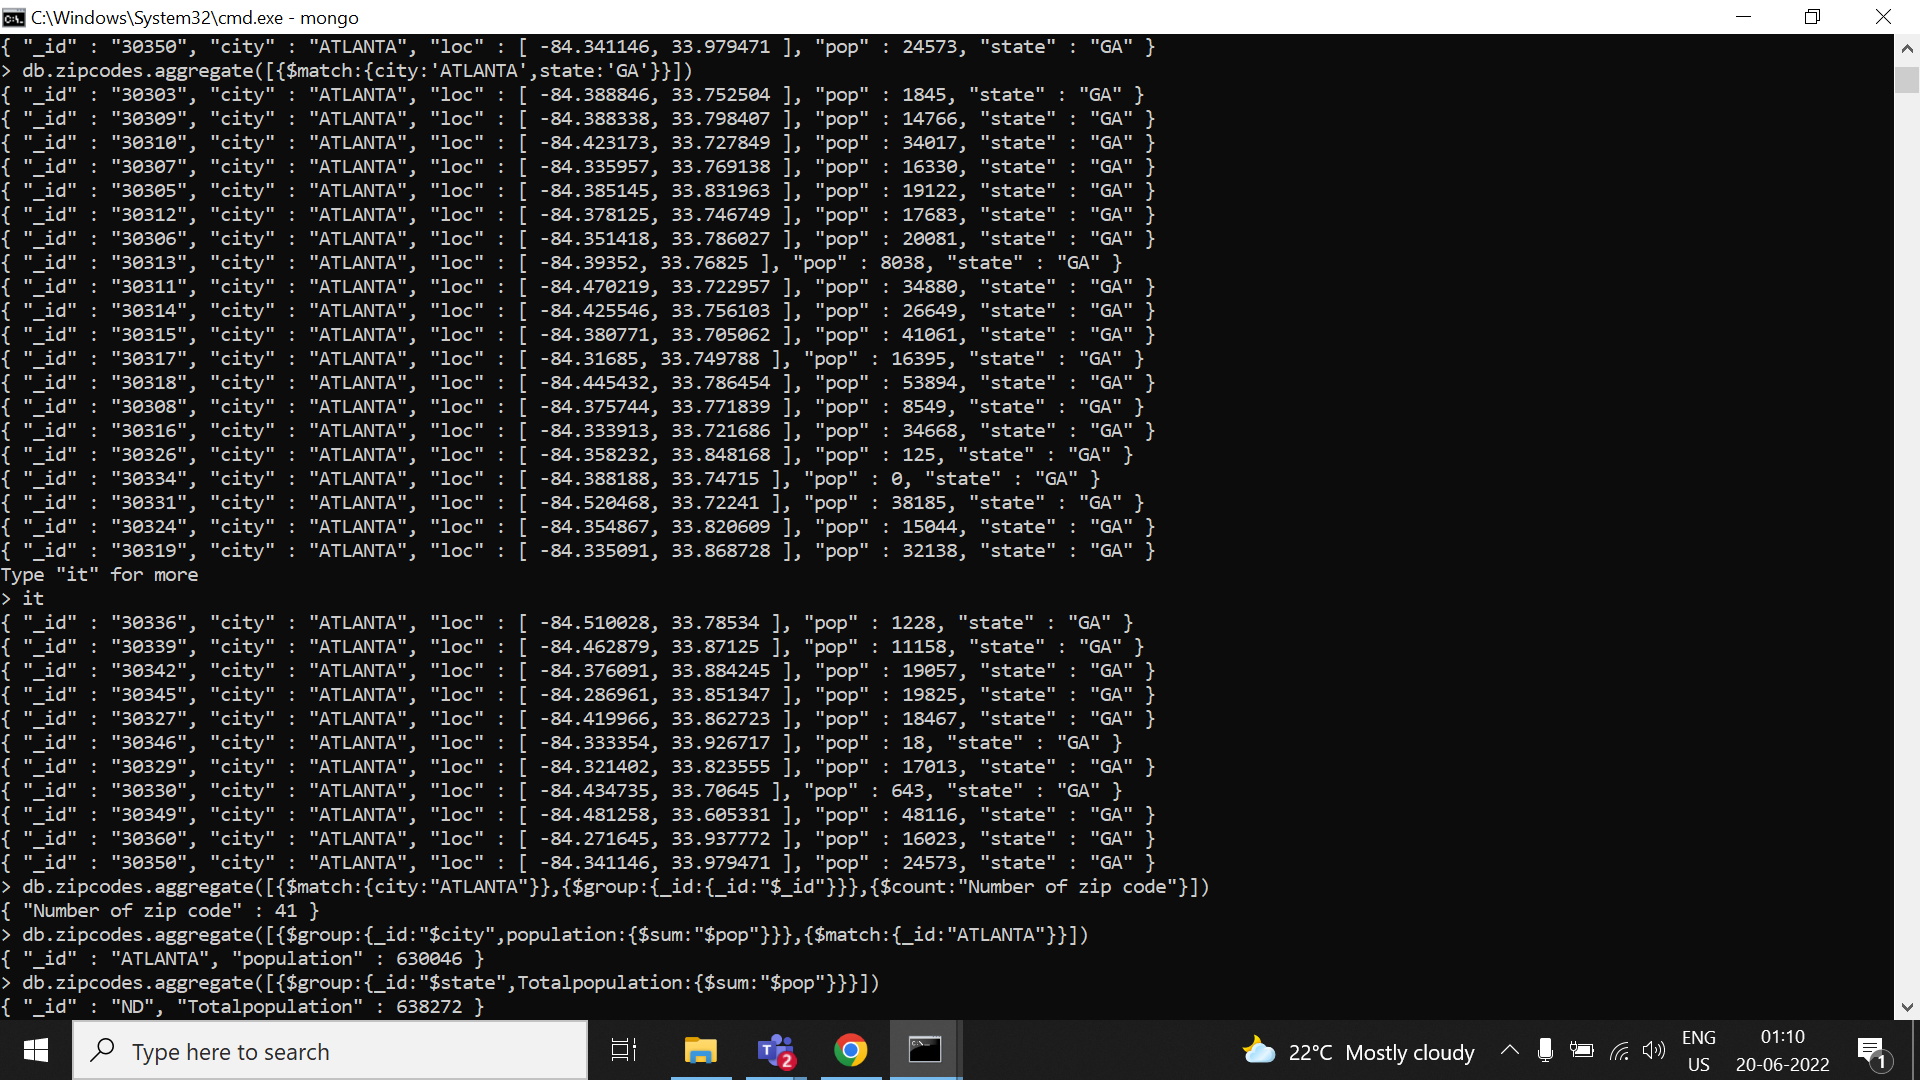 C:\Windows\System32\cmd.exe - mongo
{ "_id" : "30350", "city" : "ATLANTA", "loc" : [ -84.341146, 33.979471 ], "pop" : 24573, "state" : "GA" }
> db.zipcodes.aggregate([{$match:{city:'ATLANTA',state:'GA'}}])
{ "_id" : "30303", "city" : "ATLANTA", "loc" : [ -84.388846, 33.752504 ], "pop" : 1845, "state" : "GA" }
{ "_id" : "30309", "city" : "ATLANTA", "loc" : [ -84.388338, 33.798407 ], "pop" : 14766, "state" : "GA" }
{ "_id" : "30310", "city" : "ATLANTA", "loc" : [ -84.423173, 33.727849 ], "pop" : 34017, "state" : "GA" }
{ "_id" : "30307", "city" : "ATLANTA", "loc" : [ -84.335957, 33.769138 ], "pop" : 16330, "state" : "GA" }
{ "_id" : "30305", "city" : "ATLANTA", "loc" : [ -84.385145, 33.831963 ], "pop" : 19122, "state" : "GA" }
{ "_id" : "30312", "city" : "ATLANTA", "loc" : [ -84.378125, 33.746749 ], "pop" : 17683, "state" : "GA" }
{ "_id" : "30306", "city" : "ATLANTA", "loc" : [ -84.351418, 33.786027 ], "pop" : 20081, "state" : "GA" }
{ "_id" : "30313", "city" : "ATLANTA", "loc" : [ -84.39352, 33.76825 ], "pop" : 8038, "state" : "GA" }
{ "_id" : "30311", "city" : "ATLANTA", "loc" : [ -84.470219, 33.722957 ], "pop" : 34880, "state" : "GA" }
{ "_id" : "30314", "city" : "ATLANTA", "loc" : [ -84.425546, 33.756103 ], "pop" : 26649, "state" : "GA" }
{ "_id" : "30315", "city" : "ATLANTA", "loc" : [ -84.380771, 33.705062 ], "pop" : 41061, "state" : "GA" }
{ "_id" : "30317", "city" : "ATLANTA", "loc" : [ -84.31685, 33.749788 ], "pop" : 16395, "state" : "GA" }
{ "_id" : "30318", "city" : "ATLANTA", "loc" : [ -84.445432, 33.786454 ], "pop" : 53894, "state" : "GA" }
{ "_id" : "30308", "city" : "ATLANTA", "loc" : [ -84.375744, 33.771839 ], "pop" : 8549, "state" : "GA" }
{ "_id" : "30316", "city" : "ATLANTA", "loc" : [ -84.333913, 33.721686 ], "pop" : 34668, "state" : "GA" }
{ "_id" : "30326", "city" : "ATLANTA", "loc" : [ -84.358232, 33.848168 ], "pop" : 125, "state" : "GA" }
{ "_id" : "30334", "city" : "ATLANTA", "loc" : [ -84.388188, 33.74715 ], "pop" : 0, "state" : "GA" }
{ "_id" : "30331", "city" : "ATLANTA", "loc" : [ -84.520468, 33.72241 ], "pop" : 38185, "state" : "GA" }
{ "_id" : "30324", "city" : "ATLANTA", "loc" : [ -84.354867, 33.820609 ], "pop" : 15044, "state" : "GA" }
{ "_id" : "30319", "city" : "ATLANTA", "loc" : [ -84.335091, 33.868728 ], "pop" : 32138, "state" : "GA" }
Type "it" for more
> it
{ "_id" : "30336", "city" : "ATLANTA", "loc" : [ -84.510028, 33.78534 ], "pop" : 1228, "state" : "GA" }
{ "_id" : "30339", "city" : "ATLANTA", "loc" : [ -84.462879, 33.87125 ], "pop" : 11158, "state" : "GA" }
{ "_id" : "30342", "city" : "ATLANTA", "loc" : [ -84.376091, 33.884245 ], "pop" : 19057, "state" : "GA" }
{ "_id" : "30345", "city" : "ATLANTA", "loc" : [ -84.286961, 33.851347 ], "pop" : 19825, "state" : "GA" }
{ "_id" : "30327", "city" : "ATLANTA", "loc" : [ -84.419966, 33.862723 ], "pop" : 18467, "state" : "GA" }
{ "_id" : "30346", "city" : "ATLANTA", "loc" : [ -84.333354, 33.926717 ], "pop" : 18, "state" : "GA" }
{ "_id" : "30329", "city" : "ATLANTA", "loc" : [ -84.321402, 33.823555 ], "pop" : 17013, "state" : "GA" }
{ "_id" : "30330", "city" : "ATLANTA", "loc" : [ -84.434735, 33.70645 ], "pop" : 643, "state" : "GA" }
{ "_id" : "30349", "city" : "ATLANTA", "loc" : [ -84.481258, 33.605331 ], "pop" : 48116, "state" : "GA" }
{ "_id" : "30360", "city" : "ATLANTA", "loc" : [ -84.271645, 33.937772 ], "pop" : 16023, "state" : "GA" }
{ "_id" : "30350", "city" : "ATLANTA", "loc" : [ -84.341146, 33.979471 ], "pop" : 24573, "state" : "GA" }
> db.zipcodes.aggregate([{$match:{city:"ATLANTA"}},{$group:{_id:{_id:"$_id"}}},{$count:"Number of zip code"}])
{ "Number of zip code" : 41 }
> db.zipcodes.aggregate([{$group:{_id:"$city",population:{$sum:"$pop"}}},{$match:{_id:"ATLANTA"}}])
{ "_id" : "ATLANTA", "population" : 630046 }
> db.zipcodes.aggregate([{$group:{_id:"$state",Totalpopulation:{$sum:"$pop"}}}])
{ "_id" : "ND", "Totalpopulation" : 638272 }
Type here to search
2
22°C Mostly cloudy
ENG
US
01:10
20-06-2022
1